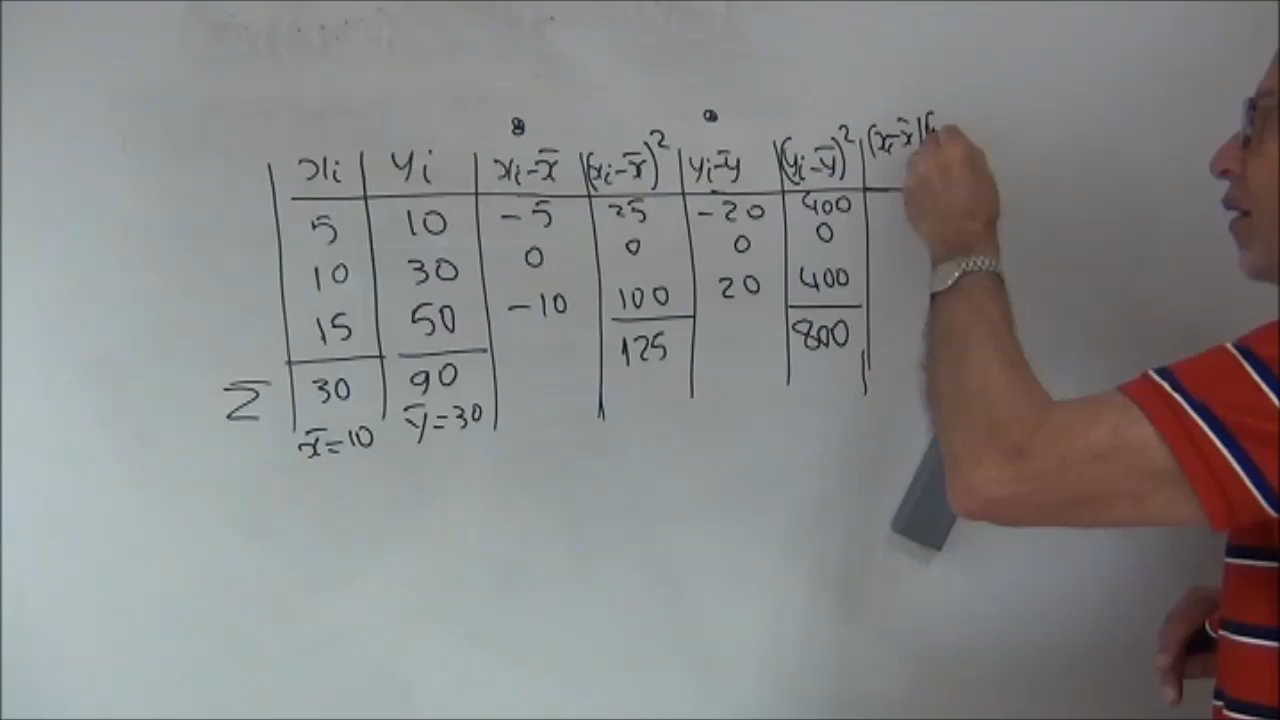 xi yi xi-x̄ (xi-x̄)² yi-ȳ (yi-ȳ)² (xi-x̄)(
5 10 -5 25 -20 400
10 30 0 0 0 0
15 50 -10 100 20 400
Σ 30 90 125 800
x̄=10 ȳ=30